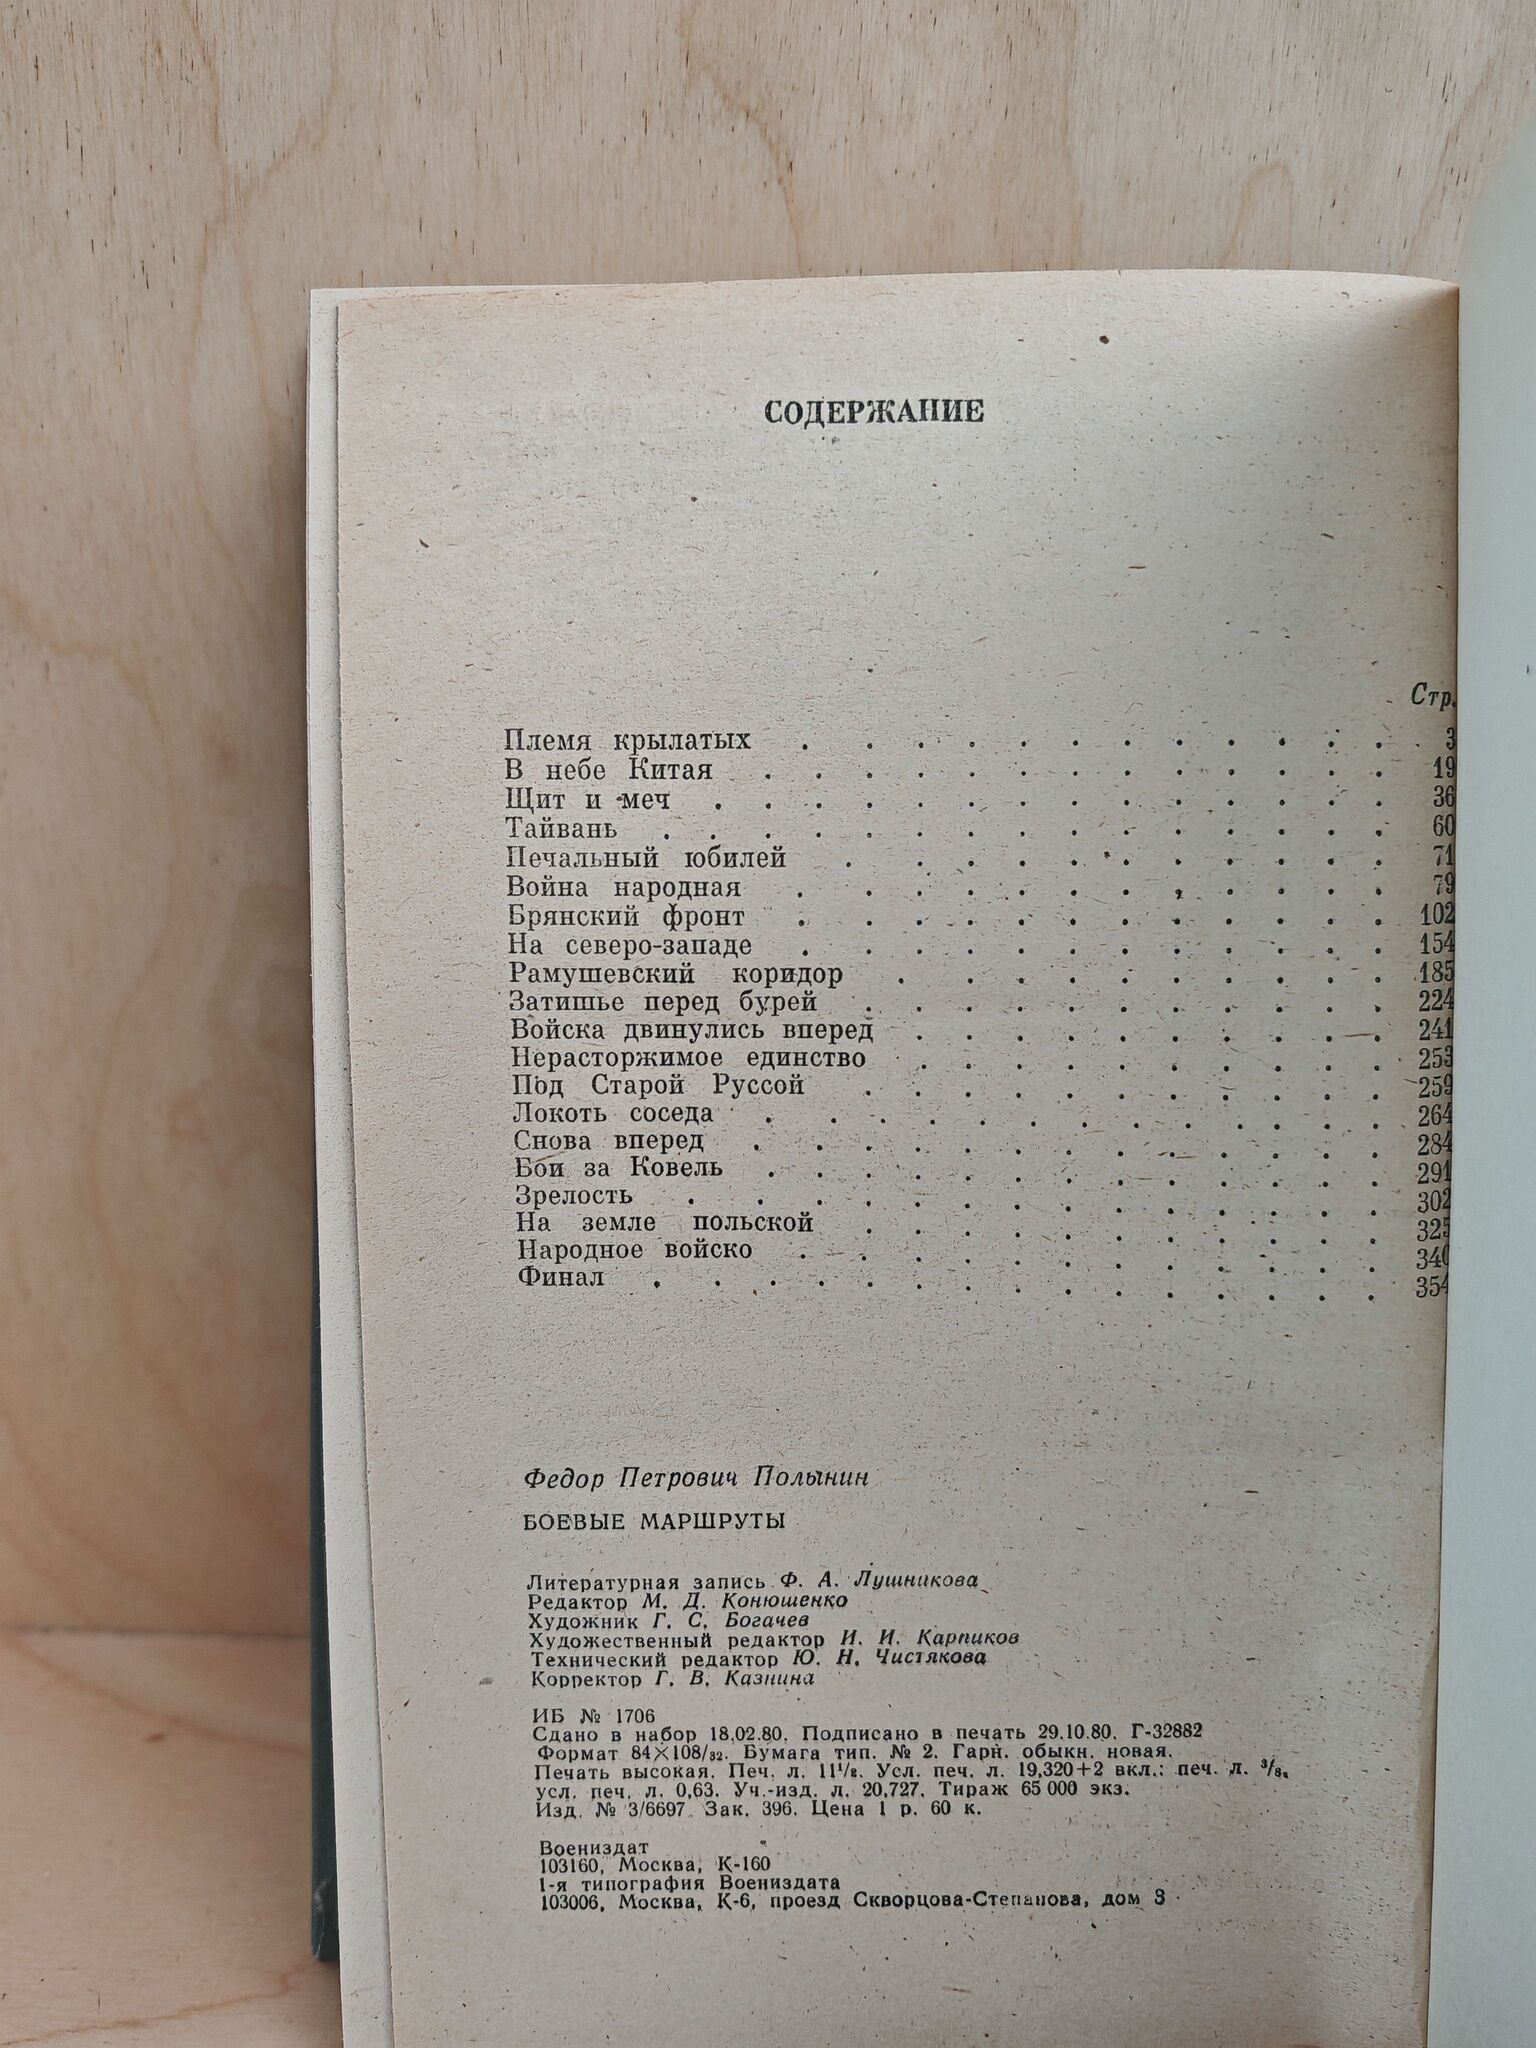 СОДЕРЖАНИЕ
Стр.
Племя крылатых . . . . . . . . . . . . 3
В небе Китая . . . . . . . . . . . . . 19
Щит и меч . . . . . . . . . . . . . . 36
Тайвань . . . . . . . . . . . . . . . 60
Печальный юбилей . . . . . . . . . . . 71
Война народная . . . . . . . . . . . . 79
Брянский фронт . . . . . . . . . . . . 102
На северо-западе . . . . . . . . . . . . 154
Рамушевский коридор . . . . . . . . . . 185
Затишье перед бурей . . . . . . . . . . . 224
Войска двинулись вперед . . . . . . . . . . 241
Нерасторжимое единство . . . . . . . . . . 253
Под Старой Руссой . . . . . . . . . . . 259
Локоть соседа . . . . . . . . . . . . . 264
Снова вперед . . . . . . . . . . . . . 284
Бои за Ковель . . . . . . . . . . . . . 291
Зрелость . . . . . . . . . . . . . . 302
На земле польской . . . . . . . . . . . 325
Народное войско . . . . . . . . . . . . 340
Финал . . . . . . . . . . . . . . 354
Федор Петрович Полынин
БОЕВЫЕ МАРШРУТЫ
Литературная запись Ф. А. Лушникова
Редактор М. Д. Конюшенко
Художник Г. С. Богачев
Художественный редактор И. И. Карпиков
Технический редактор Ю. Н. Чистякова
Корректор Г. В. Казнина
ИБ № 1706
Сдано в набор 18.02.80. Подписано в печать 29.10.80. Г-32882
Формат 84×108/32. Бумага тип. № 2. Гарн. обыкн. новая.
Печать высокая. Печ. л. 11½. Усл. печ. л. 19,320+2 вкл.: печ. л. ³/₈,
усл. печ. л. 0,63. Уч.-изд. л. 20,727. Тираж 65 000 экз.
Изд. № 3/6697. Зак. 396. Цена 1 р. 60 к.
Воениздат
103160, Москва, К-160
1-я типография Воениздата
103006, Москва, К-6, проезд Скворцова-Степанова, дом 3